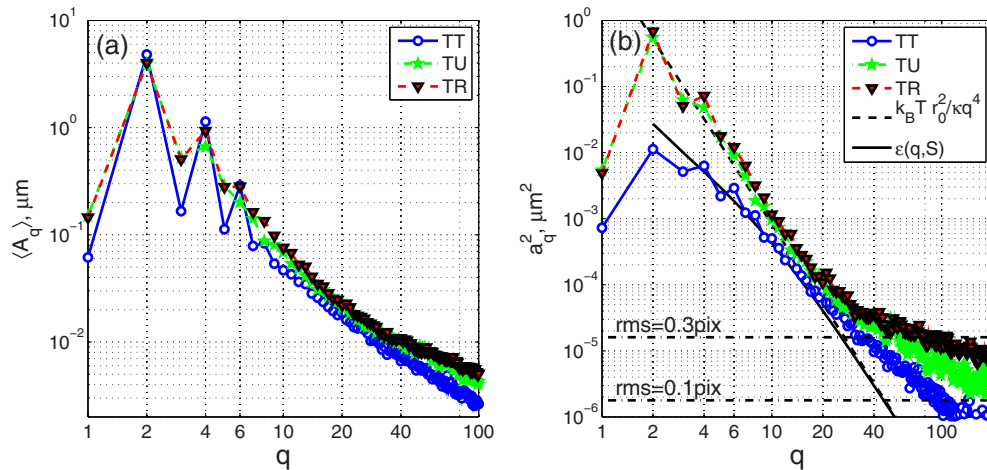 (a)
TT
TU
TR
⟨A_q⟩, μm
10^1
10^0
10^-1
10^-2
1 2 4 6 10 20 40 100
q
(b)
TT
TU
TR
k_B T r_0^2/κq^4
ε(q,S)
a_q^2, μm^2
10^0
10^-1
10^-2
10^-3
10^-4
10^-5
10^-6
rms=0.3pix
rms=0.1pix
1 2 4 6 10 20 40 100
q